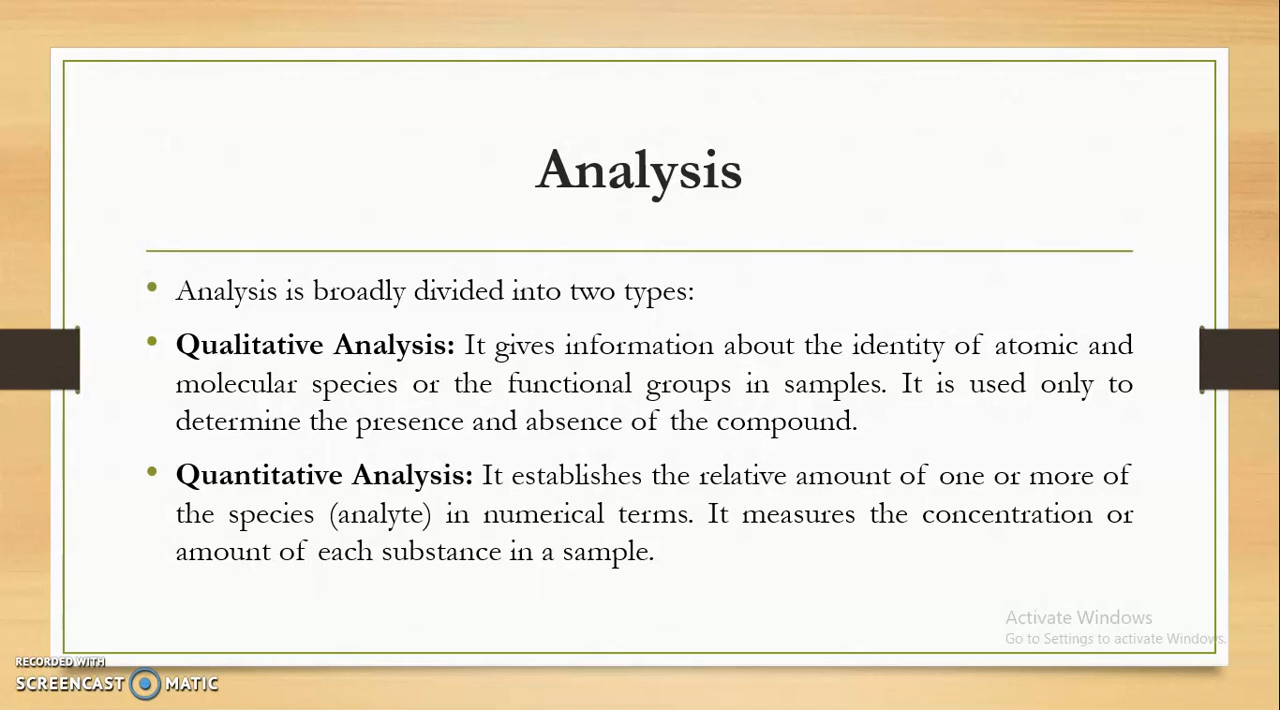 Analysis
• Analysis is broadly divided into two types:
• Qualitative Analysis: It gives information about the identity of atomic and
molecular species or the functional groups in samples. It is used only to
determine the presence and absence of the compound.
• Quantitative Analysis: It establishes the relative amount of one or more of
the species (analyte) in numerical terms. It measures the concentration or
amount of each substance in a sample.
Activate Windows
Go to Settings to activate Windows.
RECORDED WITH
SCREENCAST MATIC